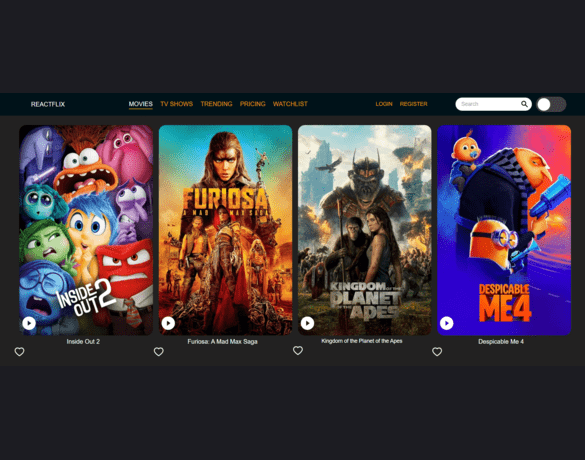 REACTFLIX
MOVIES TV SHOWS TRENDING PRICING WATCHLIST
LOGIN REGISTER
Search
INSIDE OUT 2
FURIOSA
A MAD MAX SAGA
KINGDOM OF THE
PLANET
OF THE
APES
DESPICABLE
ME4
Inside Out 2
Furiosa: A Mad Max Saga
Kingdom of the Planet of the Apes
Despicable Me 4